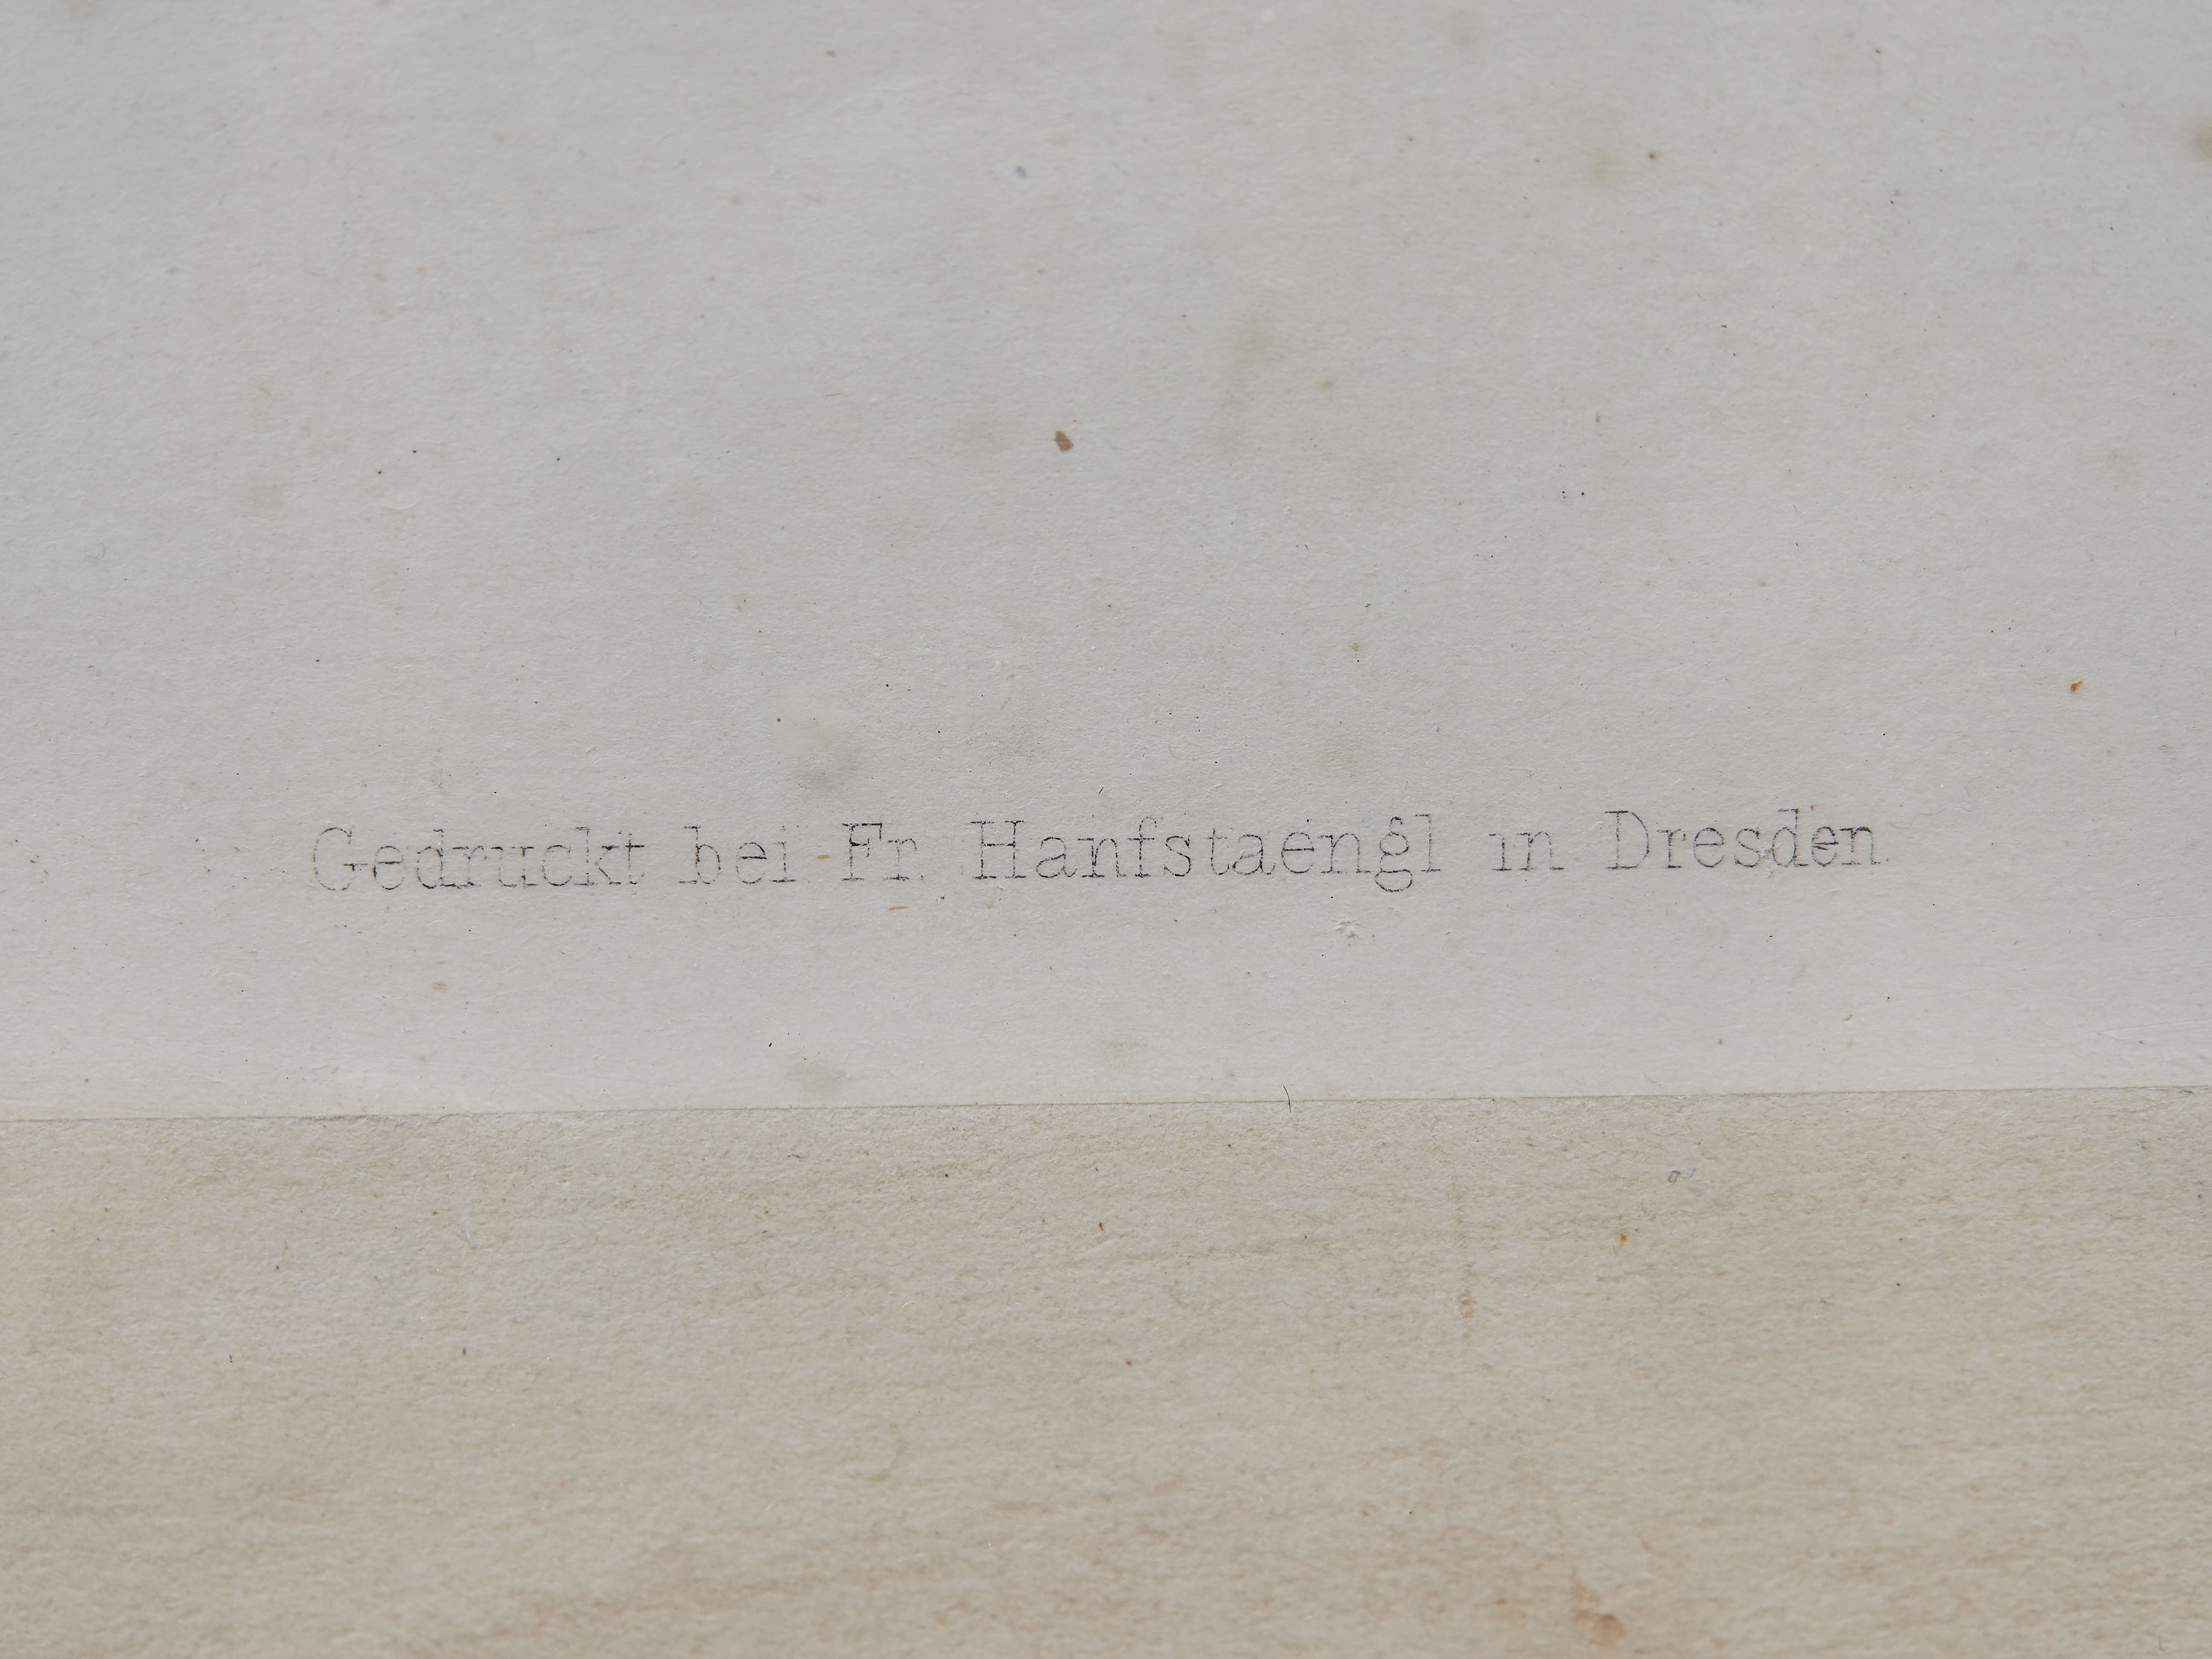 Gedruckt bei Fr. Hanfstaengl in Dresden.